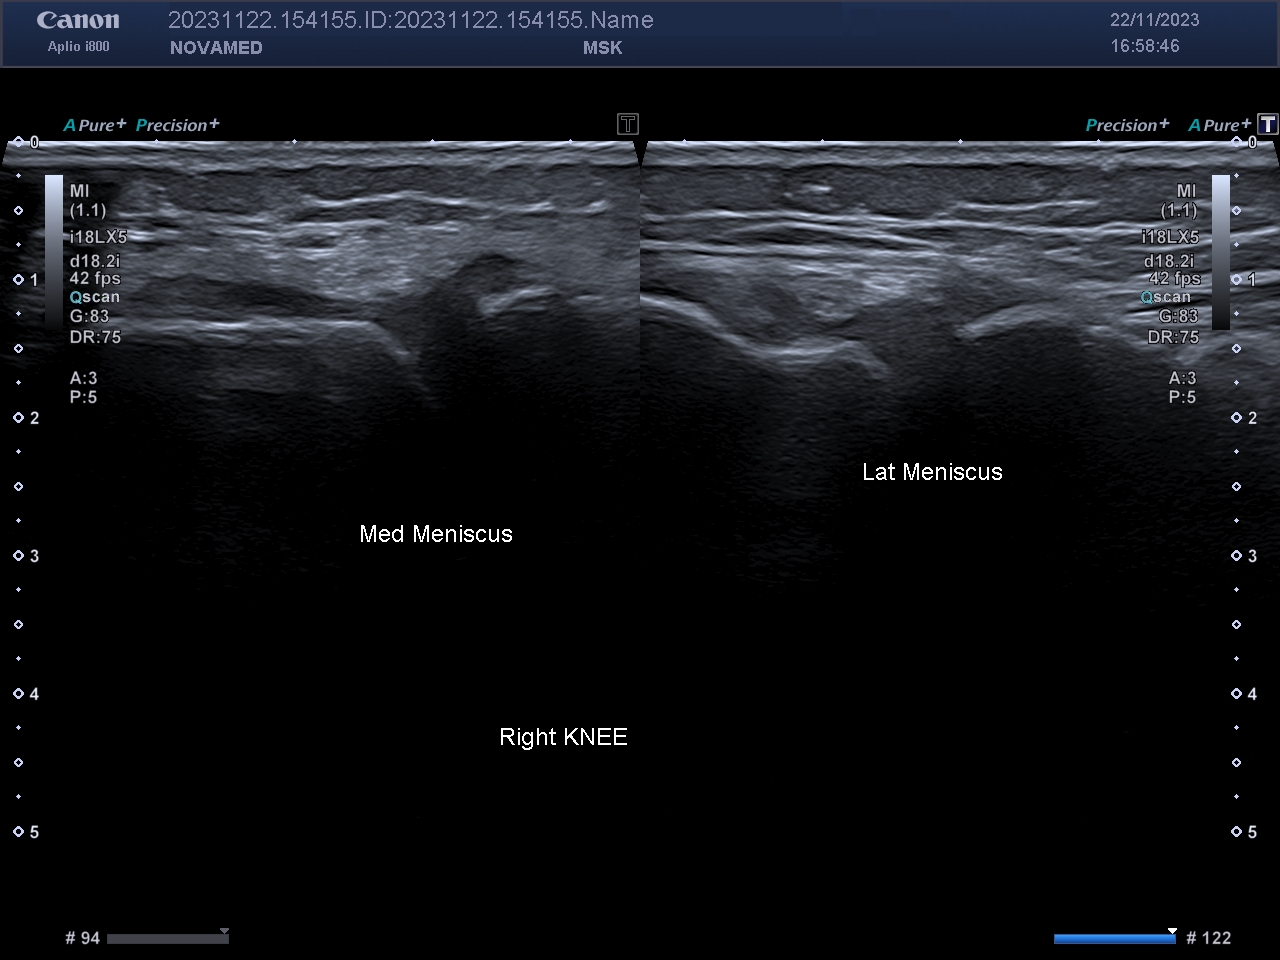 Canon
Aplio i800
20231122.154155.ID:20231122.154155.Name
NOVAMED
MSK
22/11/2023
16:58:46
A Pure+ Precision+
T
Precision+ A Pure+
T
0
MI
(1.1)
i18LX5
d18.2i
42 fps
Qscan
G:83
DR:75
A:3
P:5
1
2
3
4
5
0
MI
(1.1)
i18LX5
d18.2i
42 fps
Qscan
G:83
DR:75
A:3
P:5
1
2
3
4
5
Lat Meniscus
Med Meniscus
Right KNEE
# 94
# 122